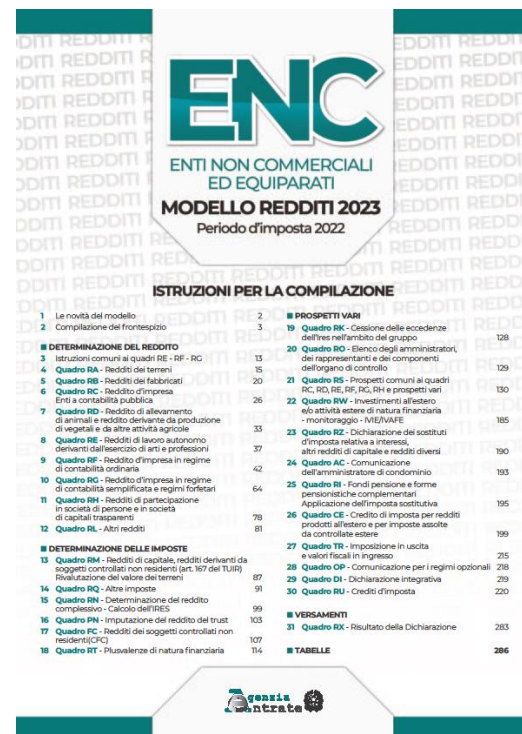 ENC
ENTI NON COMMERCIALI
ED EQUIPARATI
MODELLO REDDITI 2023
Periodo d'imposta 2022
ISTRUZIONI PER LA COMPILAZIONE
1 Le novità del modello 2
2 Compilazione del frontespizio 3
DETERMINAZIONE DEL REDDITO
3 Istruzioni comuni ai quadri RE - RF - RG 13
4 Quadro RA - Redditi dei terreni 15
5 Quadro RB - Redditi dei fabbricati 20
6 Quadro RC - Reddito d'impresa
Enti a contabilità pubblica 26
7 Quadro RD - Reddito di allevamento
di animali e reddito derivante da produzione
di vegetali e da altre attività agricole 33
8 Quadro RE - Redditi di lavoro autonomo
derivanti dall'esercizio di arti e professioni 37
9 Quadro RF - Reddito d'impresa in regime
di contabilità ordinaria 42
10 Quadro RG - Reddito d'impresa in regime
di contabilità semplificata e regimi forfetari 64
11 Quadro RH - Redditi di partecipazione
in società di persone e in società
di capitali trasparenti 78
12 Quadro RL - Altri redditi 81
DETERMINAZIONE DELLE IMPOSTE
13 Quadro RM - Redditi di capitale, redditi derivanti da
soggetti controllati non residenti (art. 167 del TUIR)
Rivalutazione del valore dei terreni 87
14 Quadro RQ - Altre imposte 91
15 Quadro RN - Determinazione del reddito
complessivo - Calcolo dell'IRES 99
16 Quadro PN - Imputazione del reddito del trust 103
17 Quadro FC - Redditi dei soggetti controllati non
residenti(CFC) 107
18 Quadro RT - Plusvalenze di natura finanziaria 114
PROSPETTI VARI
19 Quadro RK - Cessione delle eccedenze
dell'Ires nell'ambito del gruppo 128
20 Quadro RO - Elenco degli amministratori,
dei rappresentanti e dei componenti
dell'organo di controllo 129
21 Quadro RS - Prospetti comuni ai quadri
RC, RD, RE, RF, RG, RH e prospetti vari 130
22 Quadro RW - Investimenti all'estero
e/o attività estere di natura finanziaria
- monitoraggio - IVIE/IVAFE 185
23 Quadro RZ - Dichiarazione dei sostituti
d'imposta relativa a interessi,
altri redditi di capitale e redditi diversi 190
24 Quadro AC - Comunicazione
dell'amministratore di condominio 193
25 Quadro RI - Fondi pensione e forme
pensionistiche complementari
Applicazione dell'imposta sostitutiva 195
26 Quadro CE - Credito di imposta per redditi
prodotti all'estero e per imposte assolte
da controllate estere 199
27 Quadro TR - Imposizione in uscita
e valori fiscali in ingresso 215
28 Quadro OP - Comunicazione per i regimi opzionali 218
29 Quadro DI - Dichiarazione integrativa 219
30 Quadro RU - Crediti d'imposta 220
VERSAMENTI
31 Quadro RX - Risultato della Dichiarazione 283
TABELLE 286
Agenzia
Entrate